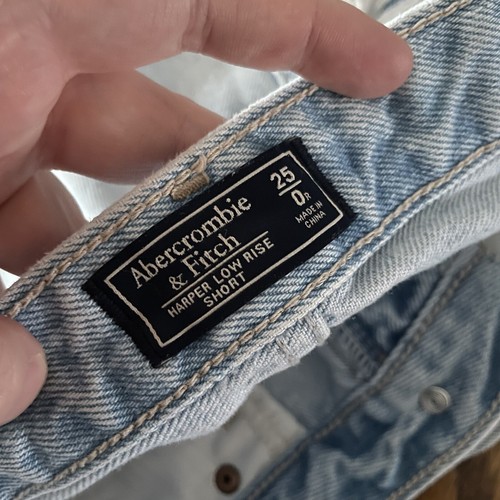 Abercrombie
& Fitch
HARPER LOW RISE
SHORT
25
0R
MADE IN
CHINA